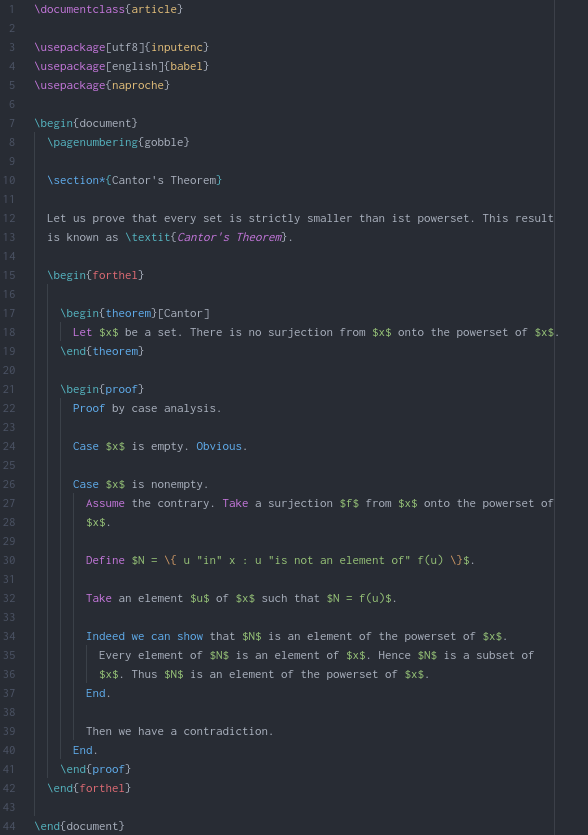 1 \documentclass{article}
2
3 \usepackage[utf8]{inputenc}
4 \usepackage[english]{babel}
5 \usepackage{naproche}
6
7 \begin{document}
8 \pagenumbering{gobble}
9
10 \section*{Cantor's Theorem}
11
12 Let us prove that every set is strictly smaller than ist powerset. This result
13 is known as \textit{Cantor's Theorem}.
14
15 \begin{forthel}
16
17 \begin{theorem}[Cantor]
18 Let $x$ be a set. There is no surjection from $x$ onto the powerset of $x$.
19 \end{theorem}
20
21 \begin{proof}
22 Proof by case analysis.
23
24 Case $x$ is empty. Obvious.
25
26 Case $x$ is nonempty.
27 Assume the contrary. Take a surjection $f$ from $x$ onto the powerset of
28 $x$.
29
30 Define $N = \{ u "in" x : u "is not an element of" f(u) \}$.
31
32 Take an element $u$ of $x$ such that $N = f(u)$.
33
34 Indeed we can show that $N$ is an element of the powerset of $x$.
35 Every element of $N$ is an element of $x$. Hence $N$ is a subset of
36 $x$. Thus $N$ is an element of the powerset of $x$.
37 End.
38
39 Then we have a contradiction.
40 End.
41 \end{proof}
42 \end{forthel}
43
44 \end{document}